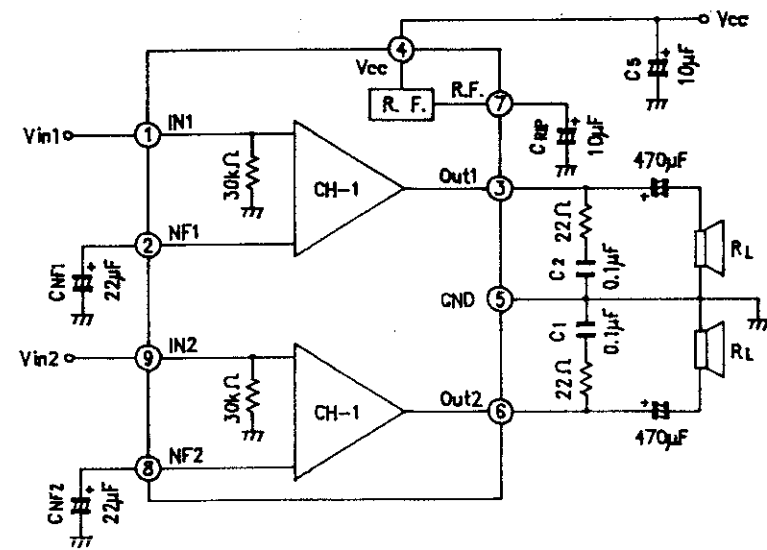 Vcc
4
Vcc
C5
10μF
R.F.
R. F.
7
CRIP
10μF
Vin1
1
IN1
30kΩ
CH-1
Out1
3
470μF
+
22Ω
C2
0.1μF
RL
2
NF1
CNF1
+
22μF
GND
5
C1
0.1μF
22Ω
RL
Vin2
9
IN2
30kΩ
CH-1
Out2
6
+
470μF
8
NF2
CNF2
+
22μF